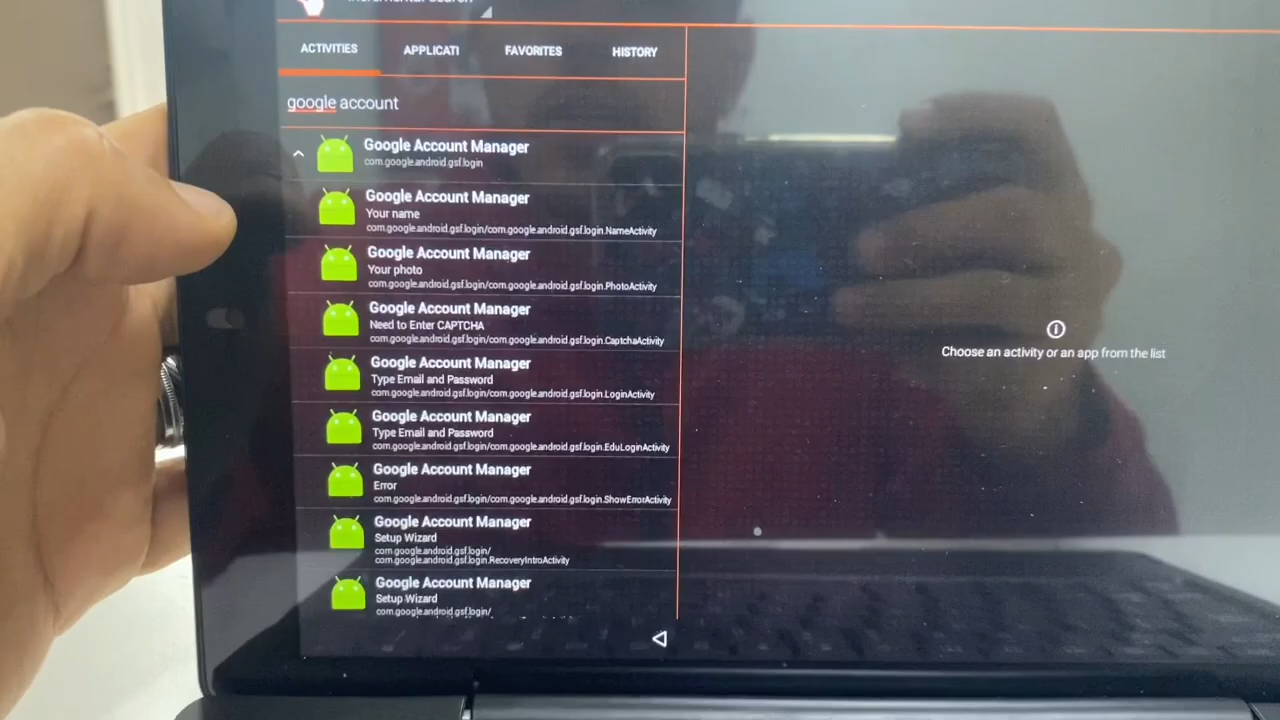 Incremental search
ACTIVITIES APPLICATI FAVORITES HISTORY
google account
Google Account Manager
com.google.android.gsf.login
Google Account Manager
Your name
com.google.android.gsf.login/com.google.android.gsf.login.NameActivity
Google Account Manager
Your photo
com.google.android.gsf.login/com.google.android.gsf.login.PhotoActivity
Google Account Manager
Need to Enter CAPTCHA
com.google.android.gsf.login/com.google.android.gsf.login.CaptchaActivity
Google Account Manager
Type Email and Password
com.google.android.gsf.login/com.google.android.gsf.login.LoginActivity
Google Account Manager
Type Email and Password
com.google.android.gsf.login/com.google.android.gsf.login.EduLoginActivity
Google Account Manager
Error
com.google.android.gsf.login/com.google.android.gsf.login.ShowErrorActivity
Google Account Manager
Setup Wizard
com.google.android.gsf.login/
com.google.android.gsf.login.RecoveryIntroActivity
Google Account Manager
Setup Wizard
com.google.android.gsf.login/
Choose an activity or an app from the list